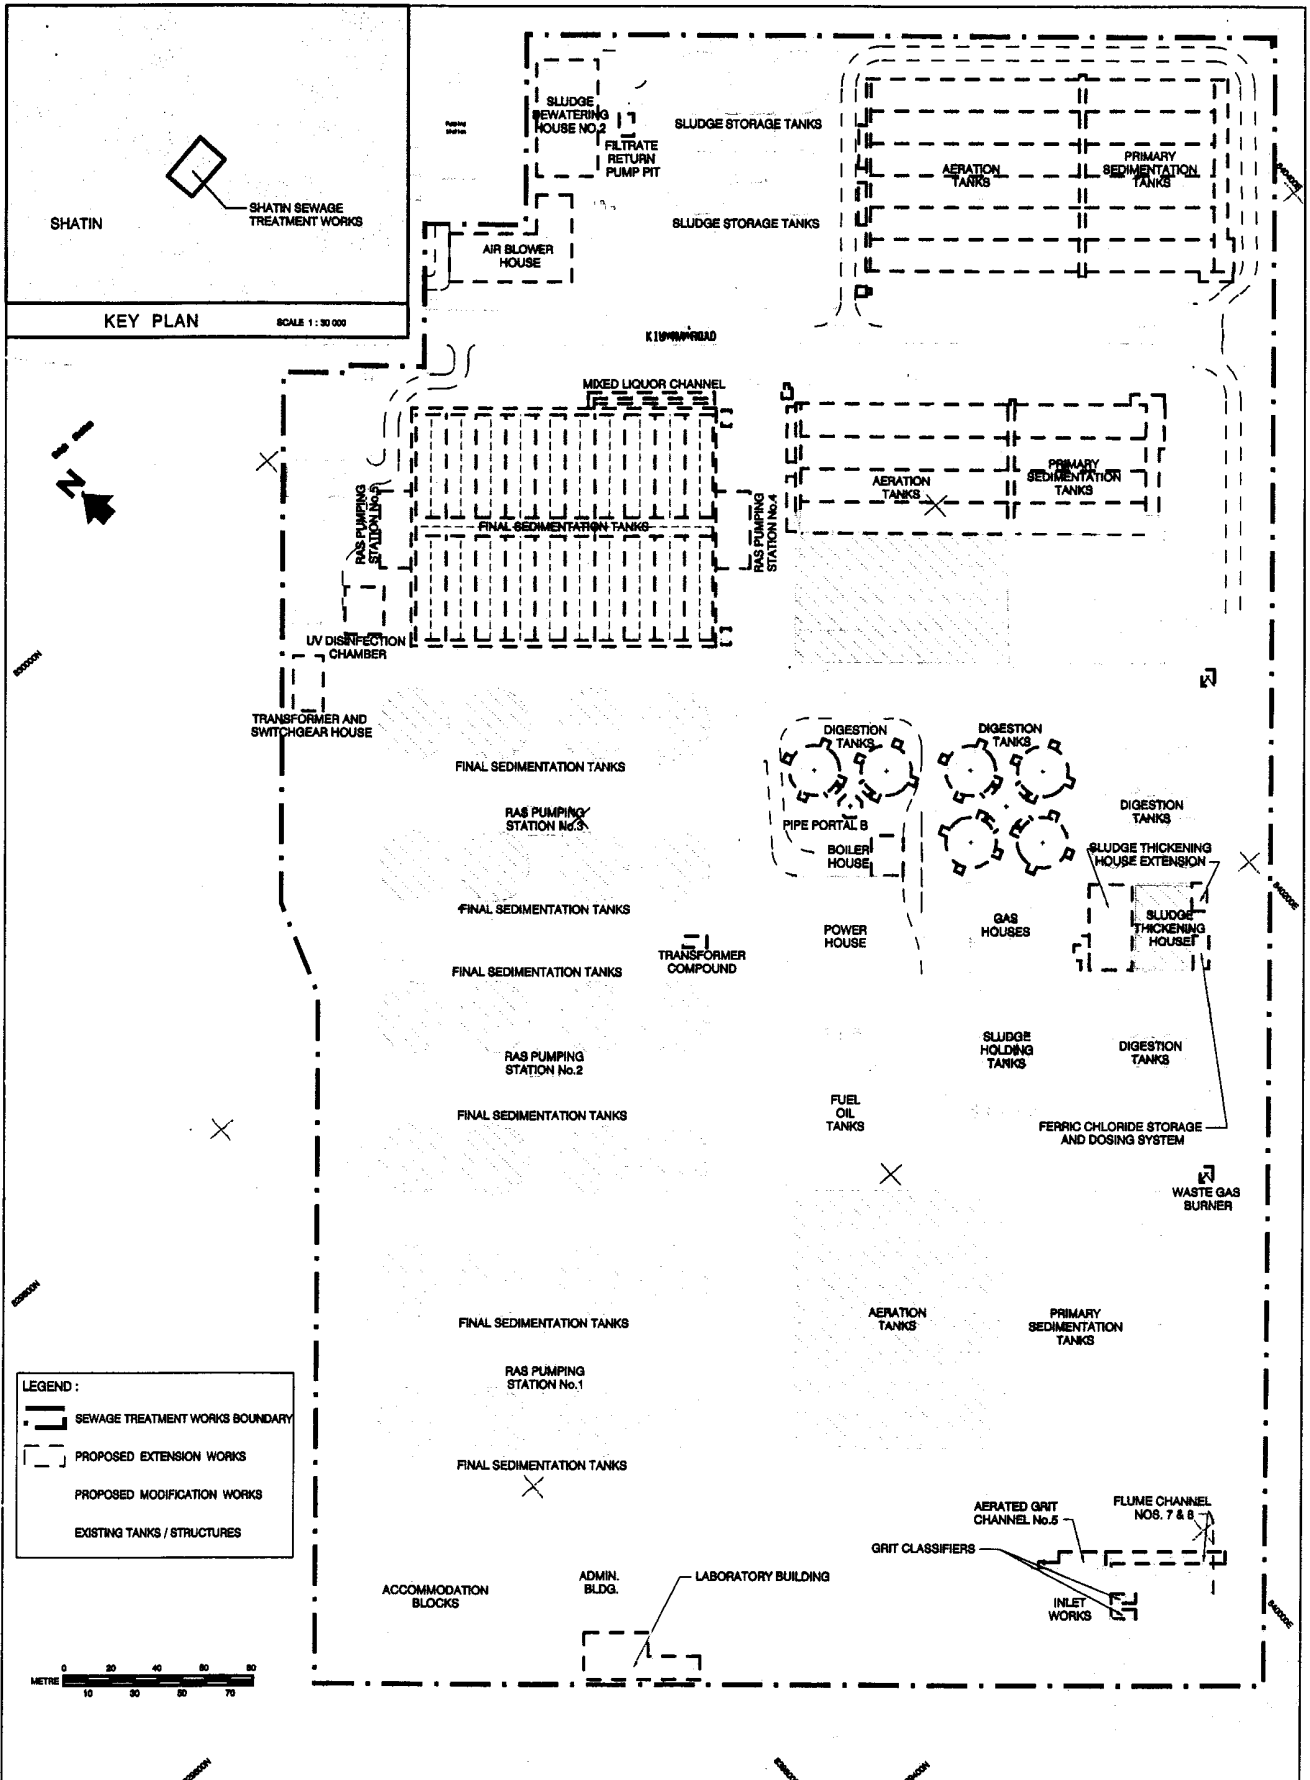 SHATIN
SHATIN SEWAGE
TREATMENT WORKS
KEY PLAN
SCALE 1 : 30 000
SLUDGE
DEWATERING
HOUSE NO.2
FILTRATE
RETURN
PUMP PIT
SLUDGE STORAGE TANKS
AERATION
TANKS
PRIMARY
SEDIMENTATION
TANKS
SLUDGE STORAGE TANKS
AIR BLOWER
HOUSE
ROAD
MIXED LIQUOR CHANNEL
N
RAS PUMPING
STATION No.5
FINAL SEDIMENTATION TANKS
RAS PUMPING
STATION No.4
AERATION
TANKS
PRIMARY
SEDIMENTATION
TANKS
UV DISINFECTION
CHAMBER
830000N
TRANSFORMER AND
SWITCHGEAR HOUSE
FINAL SEDIMENTATION TANKS
RAS PUMPING
STATION No.3
DIGESTION
TANKS
DIGESTION
TANKS
PIPE PORTAL B
BOILER
HOUSE
DIGESTION
TANKS
SLUDGE THICKENING
HOUSE EXTENSION
840200E
FINAL SEDIMENTATION TANKS
POWER
HOUSE
GAS
HOUSES
SLUDGE
THICKENING
HOUSE
TRANSFORMER
COMPOUND
FINAL SEDIMENTATION TANKS
RAS PUMPING
STATION No.2
SLUDGE
HOLDING
TANKS
DIGESTION
TANKS
FINAL SEDIMENTATION TANKS
FUEL
OIL
TANKS
FERRIC CHLORIDE STORAGE
AND DOSING SYSTEM
WASTE GAS
BURNER
FINAL SEDIMENTATION TANKS
AERATION
TANKS
PRIMARY
SEDIMENTATION
TANKS
RAS PUMPING
STATION No.1
LEGEND :
SEWAGE TREATMENT WORKS BOUNDARY
PROPOSED EXTENSION WORKS
PROPOSED MODIFICATION WORKS
EXISTING TANKS / STRUCTURES
FINAL SEDIMENTATION TANKS
AERATED GRIT
CHANNEL No.5
FLUME CHANNEL
NOS. 7 & 8
GRIT CLASSIFIERS
INLET
WORKS
840000E
ACCOMMODATION
BLOCKS
ADMIN.
BLDG.
LABORATORY BUILDING
METRE
0 20 40 60 80
10 30 50 70